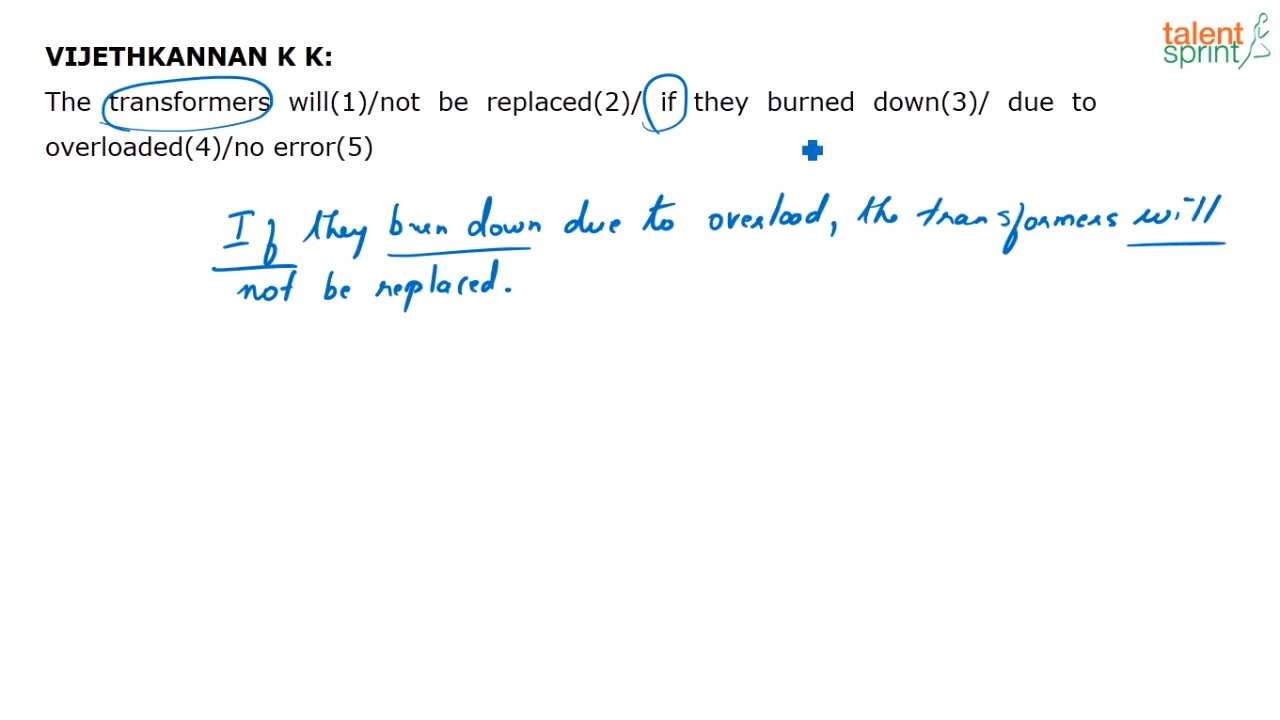 talent
sprint
VIJETHKANNAN K K:
The transformers will(1)/not be replaced(2)/ if they burned down(3)/ due to
overloaded(4)/no error(5)
If they burn down due to overload, the transformers will
not be replaced.